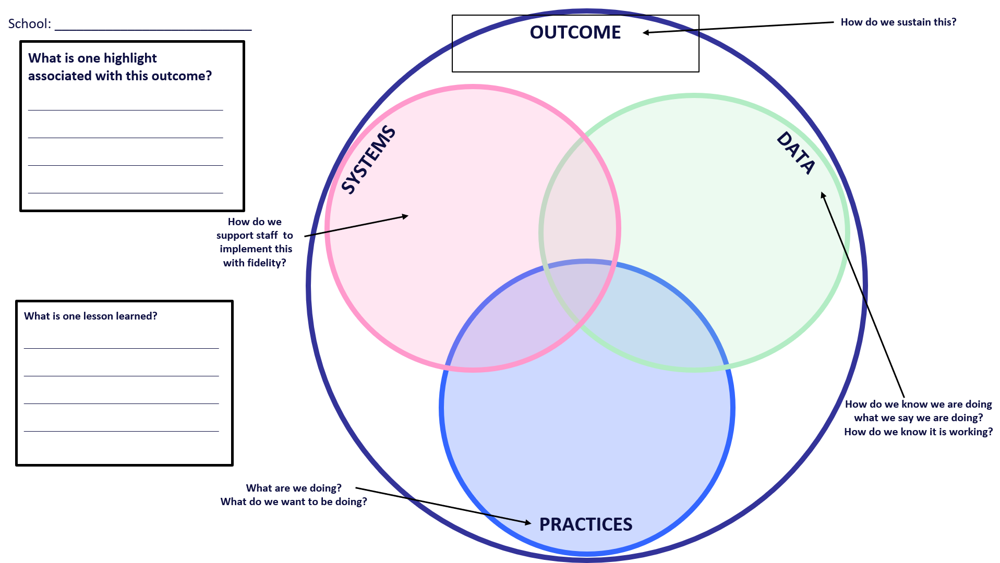 School: ___________________________
What is one highlight
associated with this outcome?
OUTCOME
How do we sustain this?
SYSTEMS
DATA
How do we
support staff  to
implement this
with fidelity?
What is one lesson learned?
How do we know we are doing
what we say we are doing?
How do we know it is working?
What are we doing?
What do we want to be doing?
PRACTICES